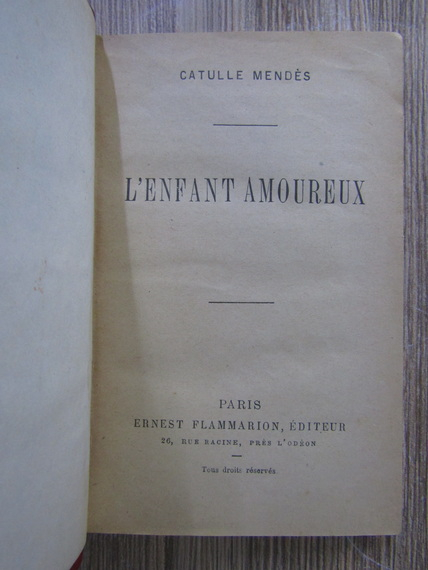 CATULLE MENDÈS
L'ENFANT AMOUREUX
PARIS
ERNEST FLAMMARION, ÉDITEUR
26, RUE RACINE, PRÈS L'ODÉON
Tous droits réservés